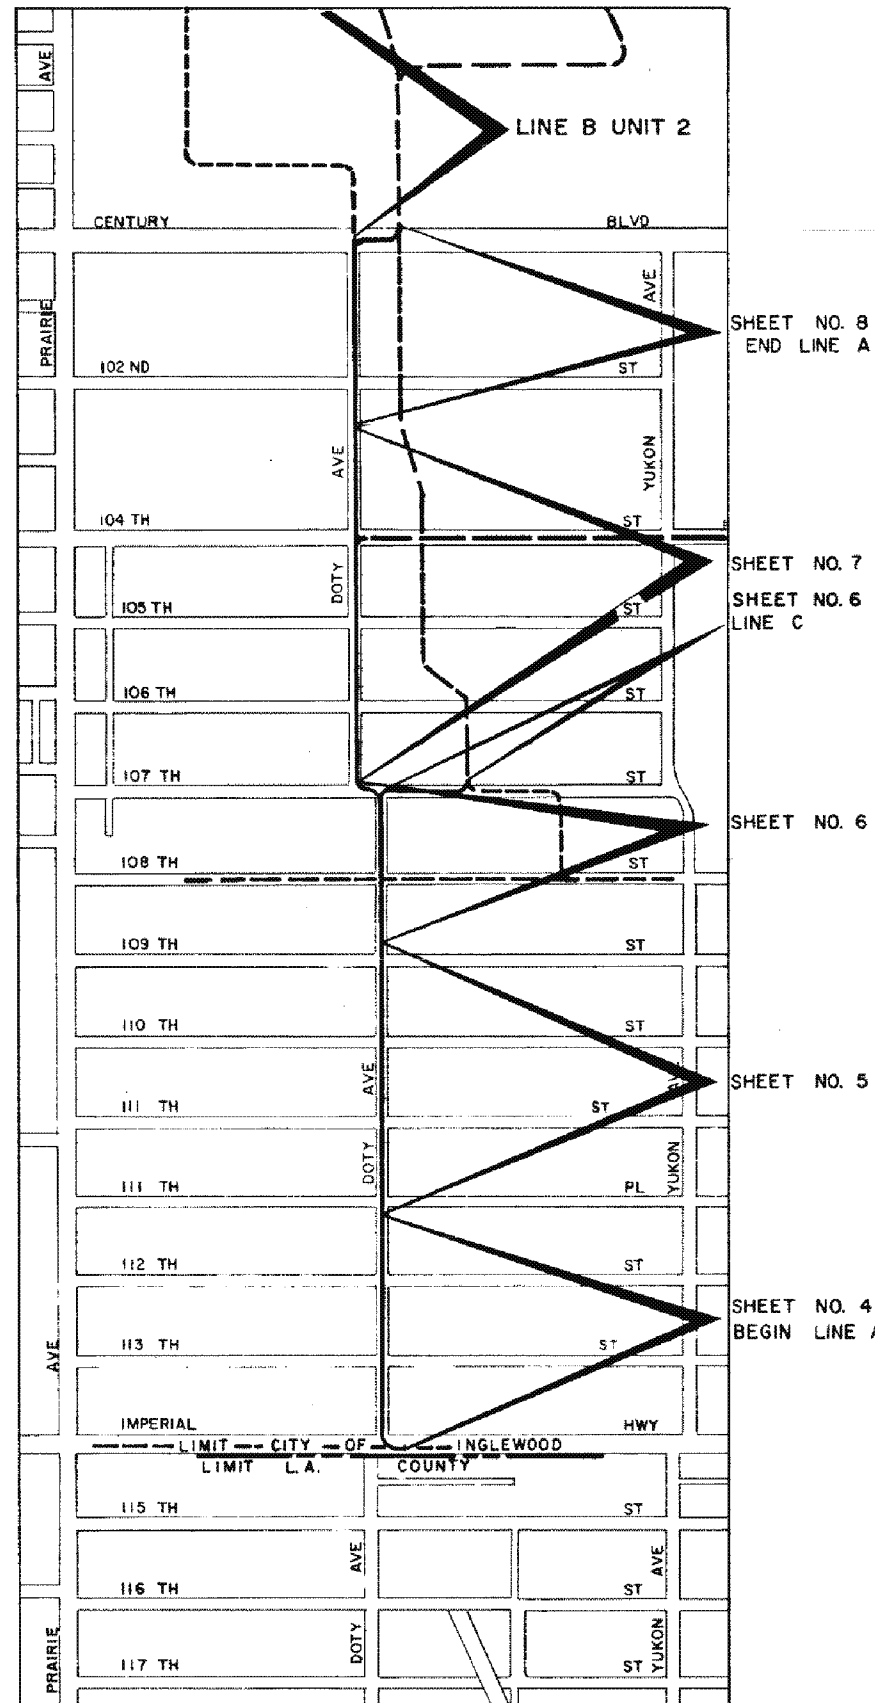 AVE
LINE B UNIT 2
CENTURY BLVD
AVE
SHEET NO. 8
END LINE A
PRAIRIE
102 ND ST
AVE
YUKON
104 TH ST
DOTY
SHEET NO. 7
105 TH ST
SHEET NO. 6
LINE C
106 TH ST
107 TH ST
SHEET NO. 6
108 TH ST
109 TH ST
110 TH ST
AVE
AVE
SHEET NO. 5
111 TH ST
DOTY
YUKON
111 TH PL
112 TH ST
SHEET NO. 4
BEGIN LINE A
113 TH ST
AVE
IMPERIAL HWY
LIMIT CITY OF INGLEWOOD
LIMIT L.A. COUNTY
115 TH ST
AVE
AVE
116 TH ST
PRAIRIE
DOTY
YUKON
117 TH ST